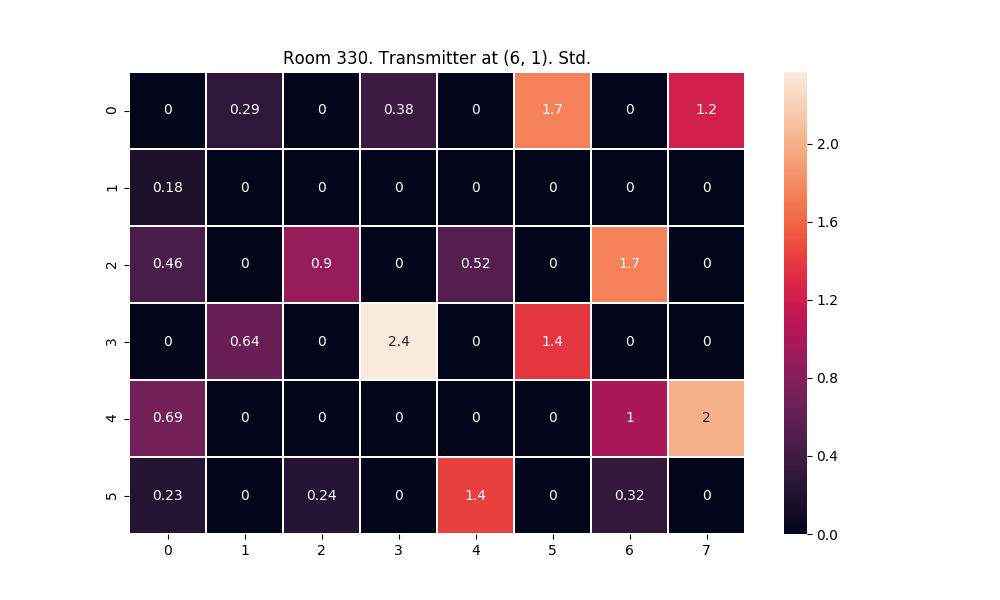 Room 330. Transmitter at (6, 1). Std.
0 0 0.29 0 0.38 0 1.7 0 1.2
1 0.18 0 0 0 0 0 0 0
2 0.46 0 0.9 0 0.52 0 1.7 0
3 0 0.64 0 2.4 0 1.4 0 0
4 0.69 0 0 0 0 0 1 2
5 0.23 0 0.24 0 1.4 0 0.32 0
0 1 2 3 4 5 6 7
2.0
1.6
1.2
0.8
0.4
0.0